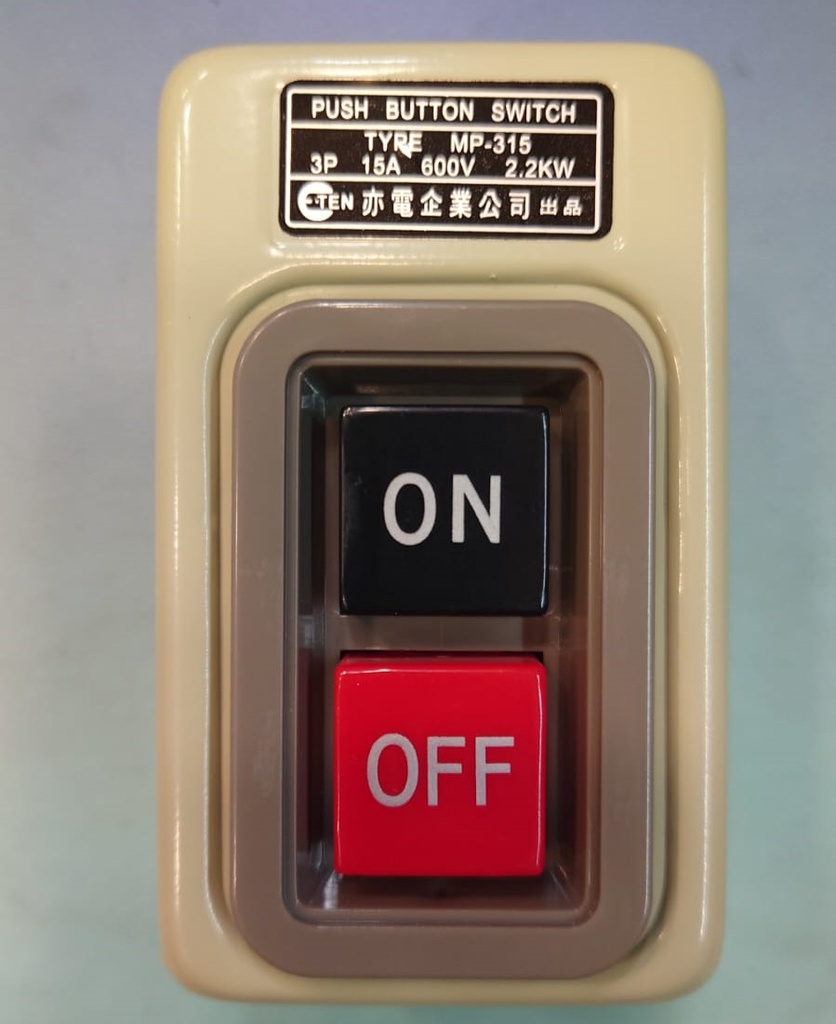 PUSH BUTTON SWITCH
TYPE MP-315
3P 15A 600V 2.2KW
E-TEN 亦電企業公司 出品
ON
OFF